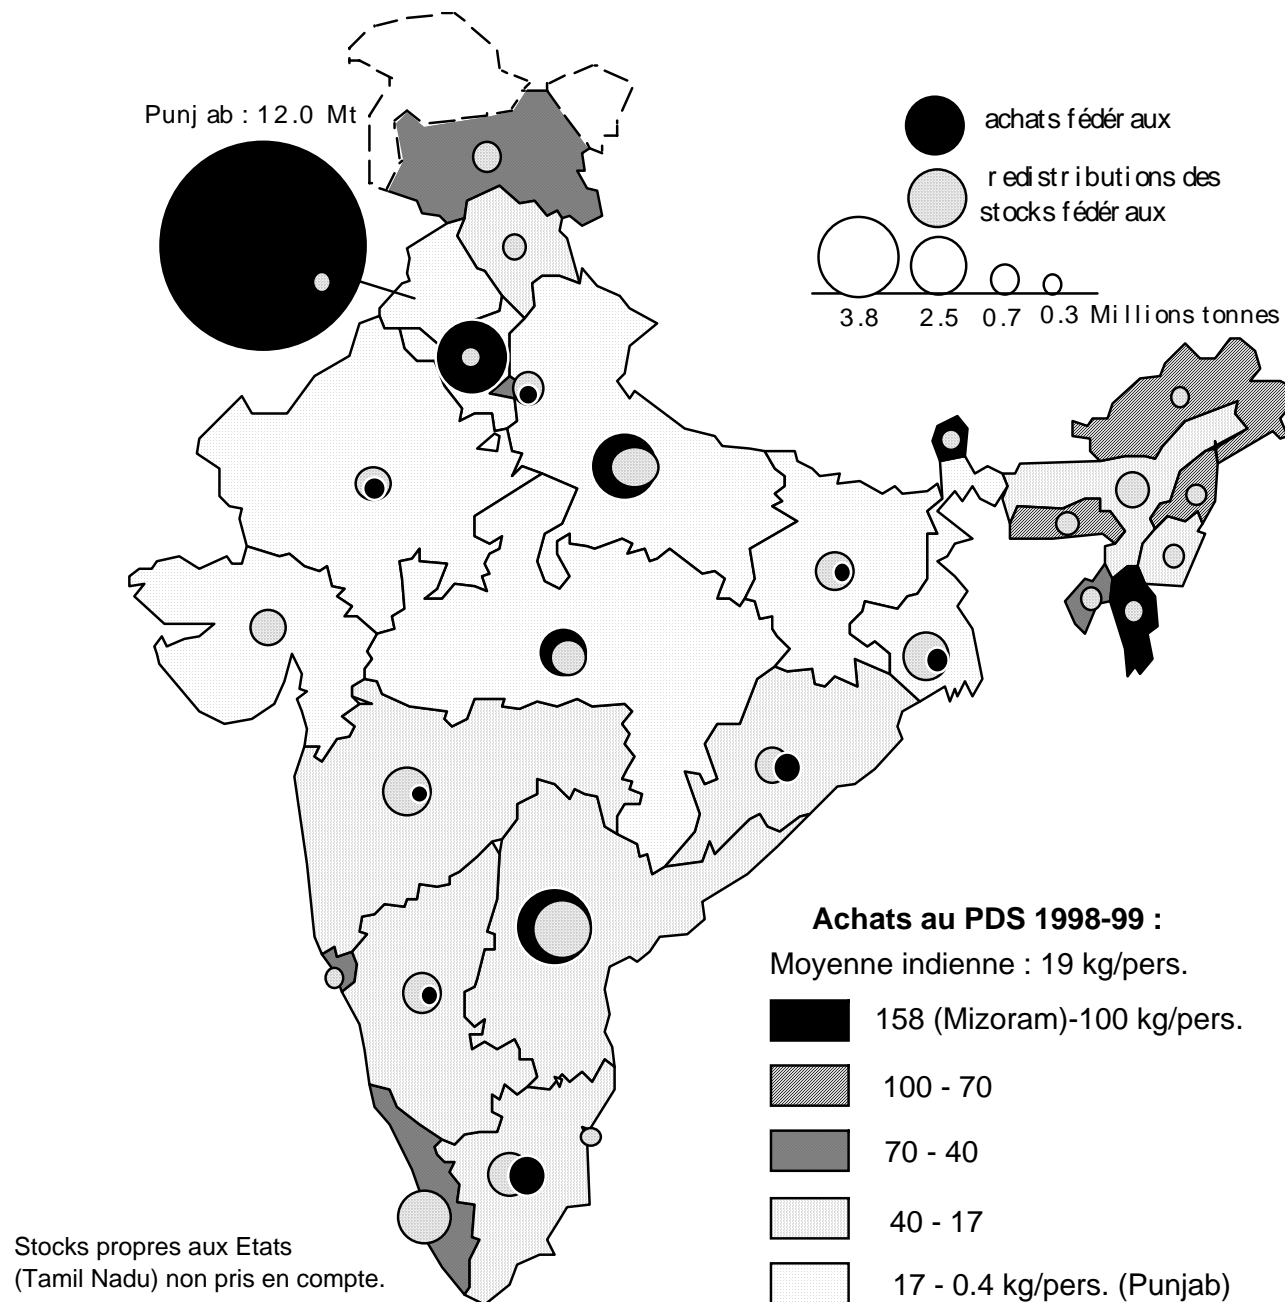 Punjab : 12.0 Mt
achats fédéraux
redistributions des
stocks fédéraux
3.8 2.5 0.7 0.3 Millions tonnes
Achats au PDS 1998-99 :
Moyenne indienne : 19 kg/pers.
158 (Mizoram)-100 kg/pers.
100 - 70
70 - 40
40 - 17
17 - 0.4 kg/pers. (Punjab)
Stocks propres aux Etats
(Tamil Nadu) non pris en compte.